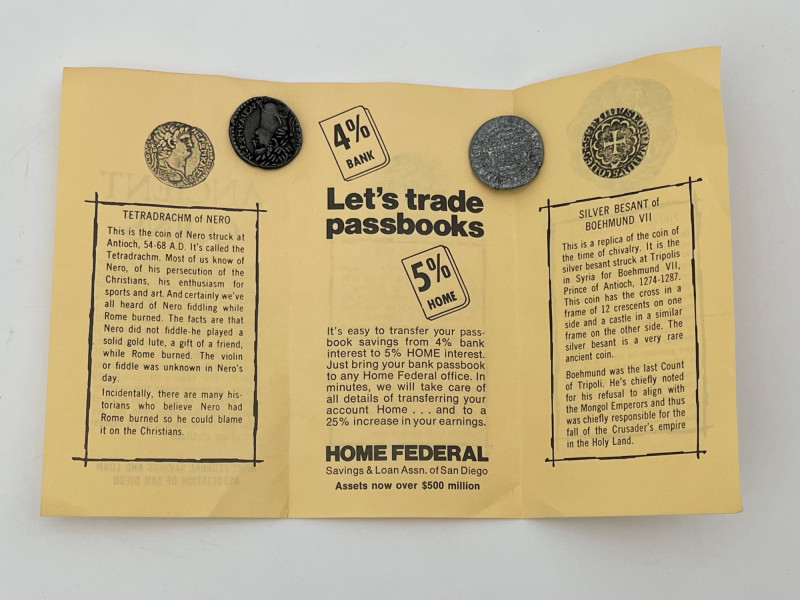 TETRADRACHM of NERO
This is the coin of Nero struck at
Antioch, 54-68 A.D. It's called the
Tetradrachm. Most of us know of
Nero, of his persecution of the
Christians, his enthusiasm for
sports and art. And certainly we've
all heard of Nero fiddling while
Rome burned. The facts are that
Nero did not fiddle-he played a
solid gold lute, a gift of a friend,
while Rome burned. The violin
or fiddle was unknown in Nero's
day.
Incidentally, there are many his-
torians who believe Nero had
Rome burned so he could blame
it on the Christians.
4%
BANK
Let's trade
passbooks
5%
HOME
It's easy to transfer your pass-
book savings from 4% bank
interest to 5% HOME interest.
Just bring your bank passbook
to any Home Federal office. In
minutes, we will take care of
all details of transferring your
account Home . . . and to a
25% increase in your earnings.
HOME FEDERAL
Savings & Loan Assn. of San Diego
Assets now over $500 million
SILVER BESANT of
BOEHMUND VII
This is a replica of the coin of
the time of chivalry. It is the
silver besant struck at Tripolis
in Syria for Boehmund VII,
Prince of Antioch, 1274-1287.
This coin has the cross in a
frame of 12 crescents on one
side and a castle in a similar
frame on the other side. The
silver besant is a very rare
ancient coin.
Boehmund was the last Count
of Tripoli. He's chiefly noted
for his refusal to align with
the Mongol Emperors and thus
was chiefly responsible for the
fall of the Crusader's empire
in the Holy Land.